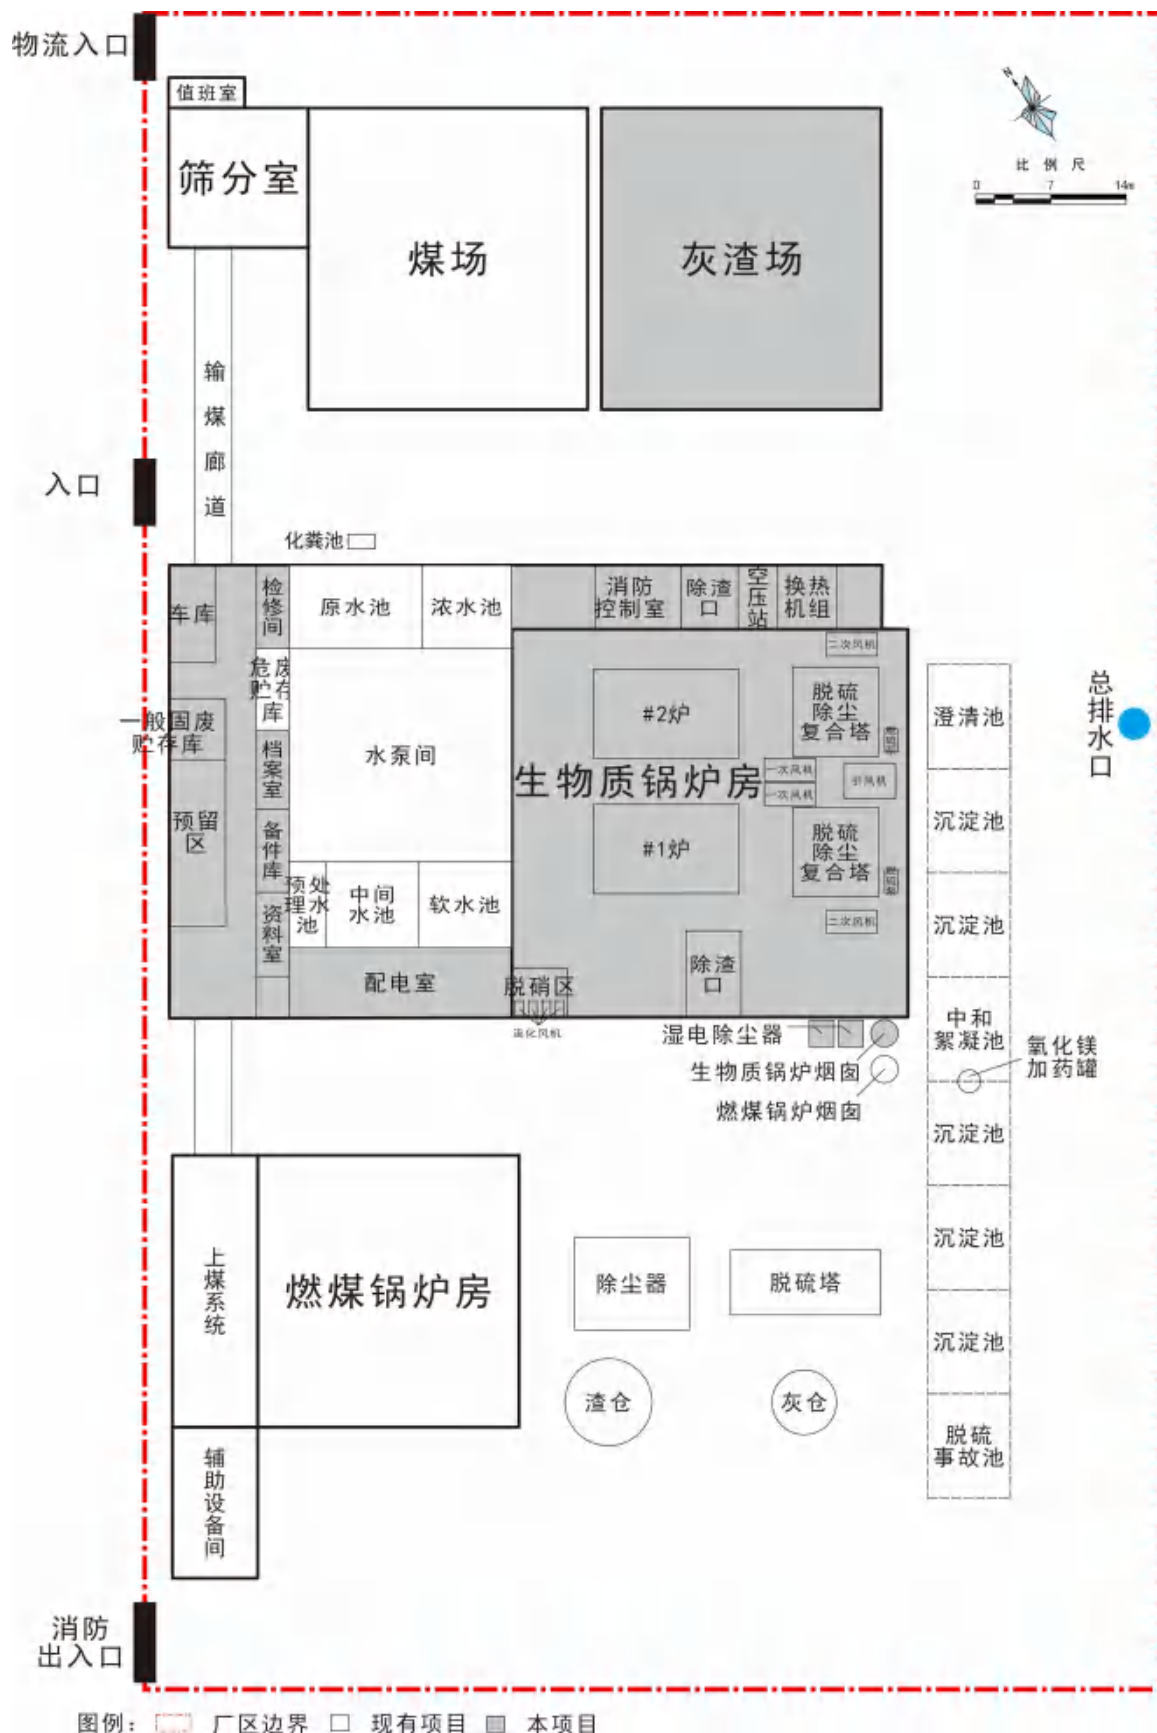 物流入口
值班室
筛分室
煤场
灰渣场
N
比 例 尺
0 7 14m
输煤廊道
入口
化粪池
车库
检修间
原水池
浓水池
消防
控制室
除渣
口
空压站
换热
机组
二次风机
危废
贮存
库
一般固废
贮存库
档案室
水泵间
#2炉
脱硫
除尘
复合塔
生物质锅炉房
一次风机
一次风机
引风机
澄清池
总排水口
沉淀池
预留
区
备件库
#1炉
脱硫
除尘
复合塔
二次风机
沉淀池
预处
理水
池
中间
水池
软水池
资料室
配电室
脱硝区
除渣
口
湿电除尘器
生物质锅炉烟囱
燃煤锅炉烟囱
中和
絮凝池
氧化镁
加药罐
沉淀池
上煤系统
燃煤锅炉房
除尘器
脱硫塔
沉淀池
沉淀池
渣仓
灰仓
脱硫
事故池
辅助设备间
消防
出入口
图例： 厂区边界 现有项目 本项目